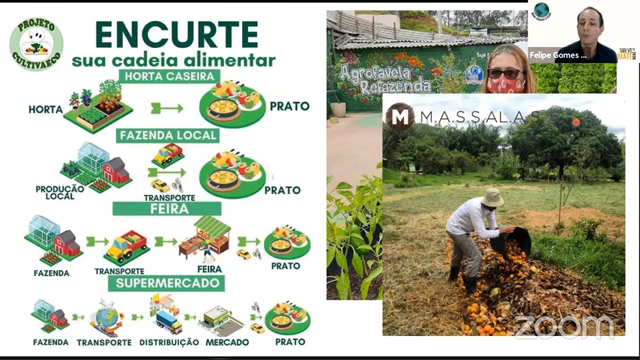 PROJETO
CULTIVAECO
ENCURTE
sua cadeia alimentar
HORTA CASEIRA
HORTA
PRATO
FAZENDA LOCAL
PRODUÇÃO
LOCAL
TRANSPORTE
PRATO
FEIRA
FAZENDA
TRANSPORTE
FEIRA
PRATO
SUPERMERCADO
FAZENDA
TRANSPORTE
DISTRIBUIÇÃO
MERCADO
PRATO
Agrofavela
Refazenda
M.A.S.S.A.L.A.S
Felipe Gomes
zoom